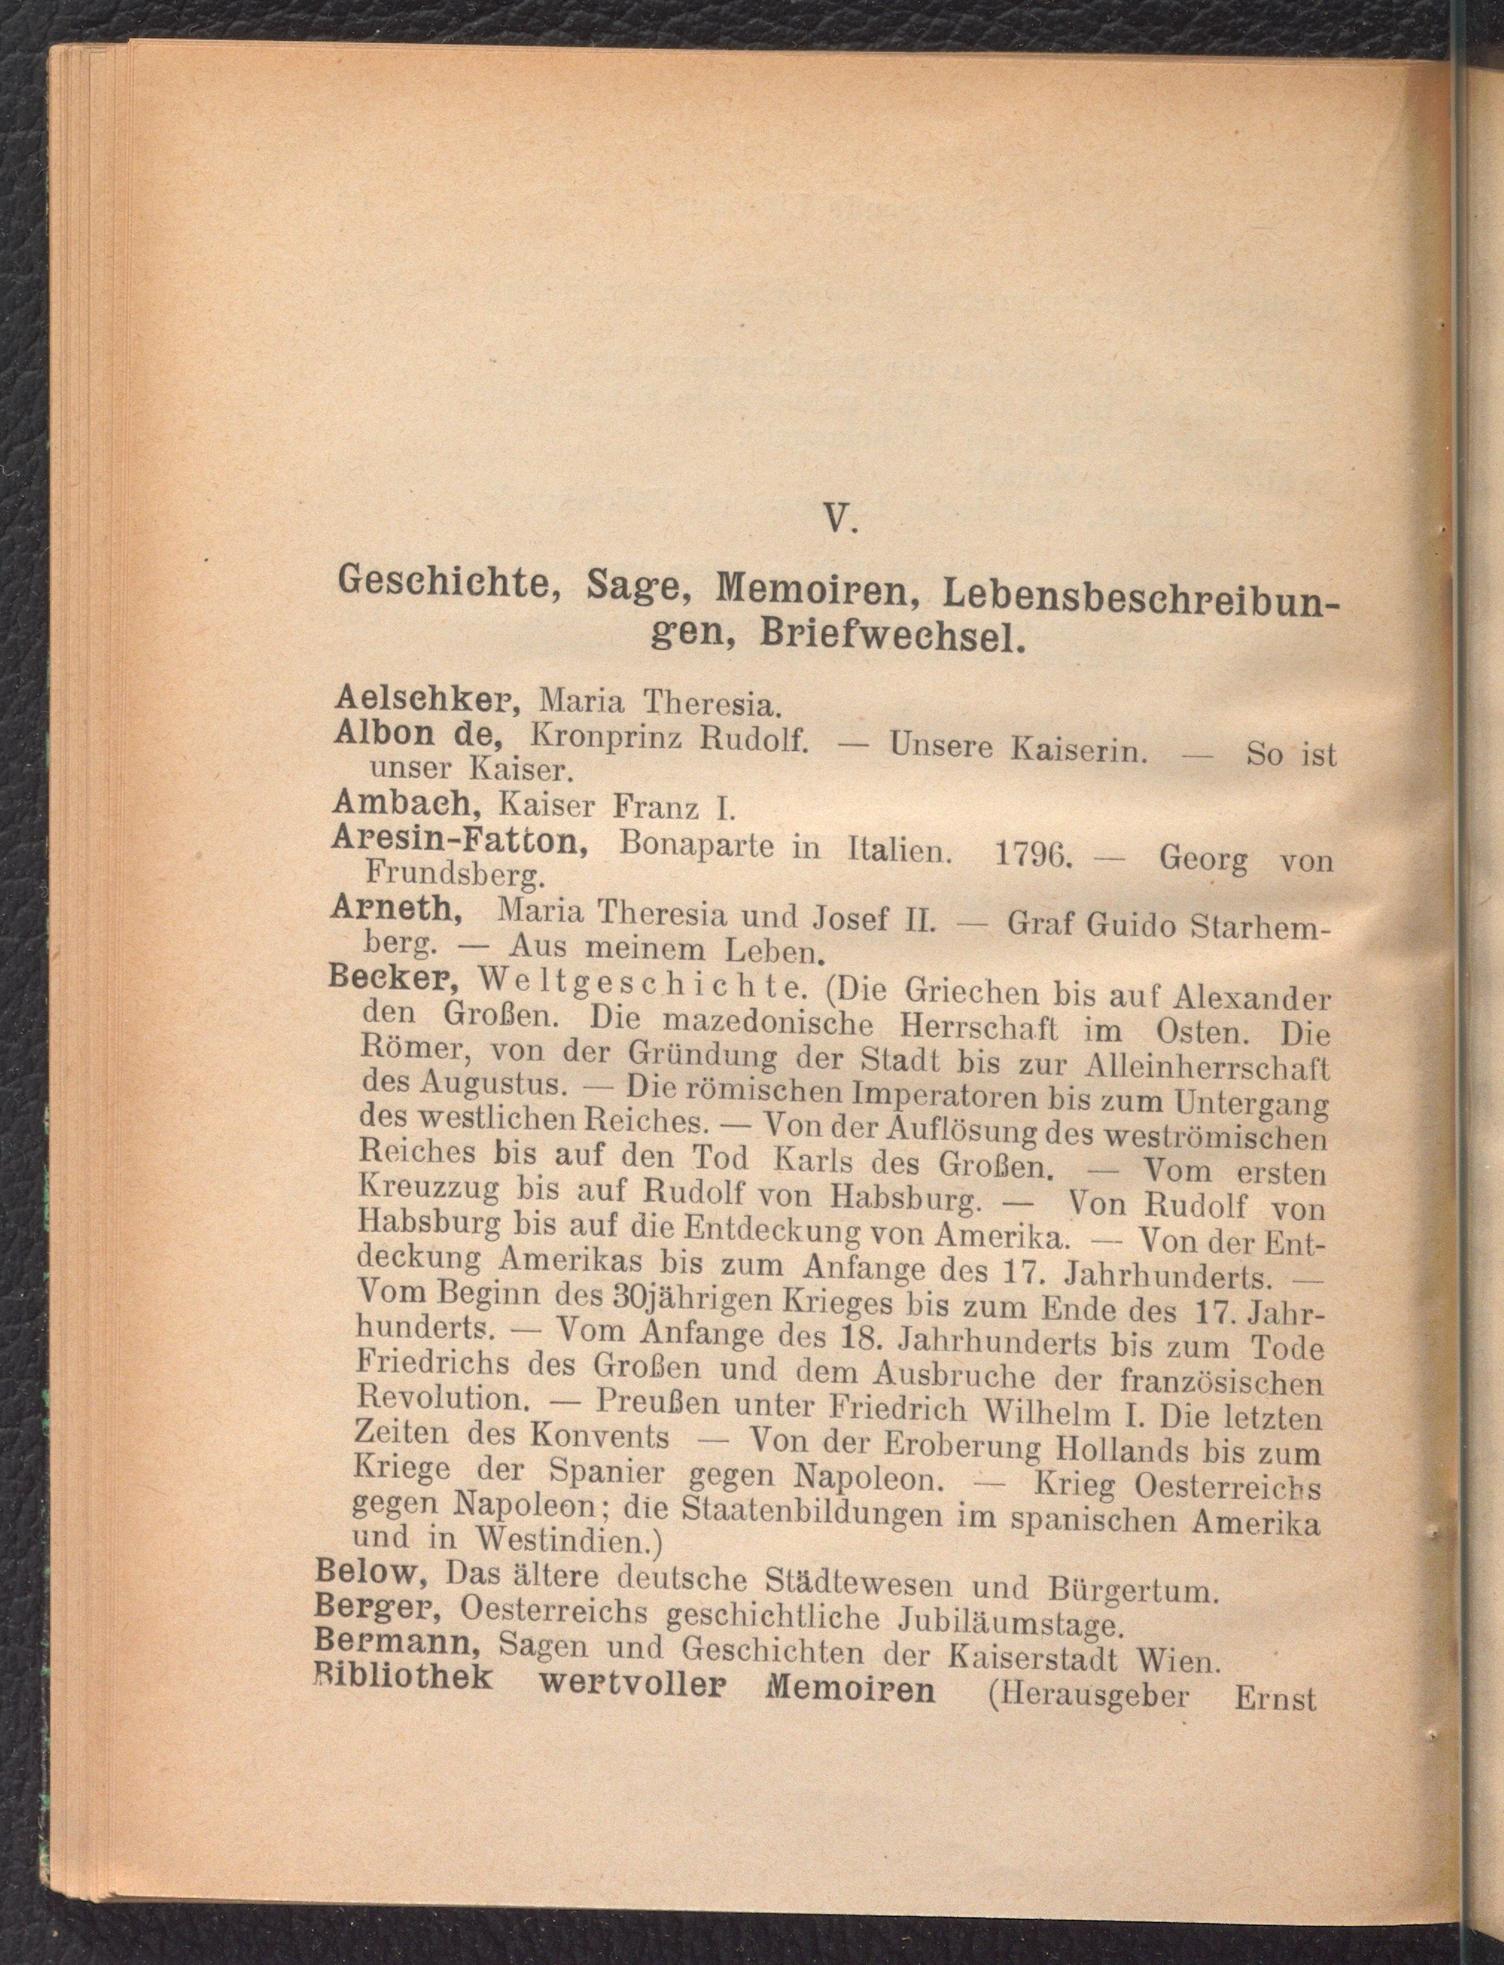 V.
Geschichte, Sage, Memoiren, Lebensbeschreibun-
gen, Briefwechsel.
Aelschker, Maria Theresia.
Albon de, Kronprinz Rudolf. — Unsere Kaiserin. — So ist
unser Kaiser.
Ambach, Kaiser Franz I.
Aresin-Fatton, Bonaparte in Italien. 1796. — Georg von
Frundsberg.
Arneth, Maria Theresia und Josef II. — Graf Guido Starhem-
berg. — Aus meinem Leben.
Becker, Weltgeschichte. (Die Griechen bis auf Alexander
den Großen. Die mazedonische Herrschaft im Osten. Die
Römer, von der Gründung der Stadt bis zur Alleinherrschaft
des Augustus. — Die römischen Imperatoren bis zum Untergang
des westlichen Reiches. — Von der Auflösung des weströmischen
Reiches bis auf den Tod Karls des Großen. — Vom ersten
Kreuzzug bis auf Rudolf von Habsburg. — Von Rudolf von
Habsburg bis auf die Entdeckung von Amerika. — Von der Ent-
deckung Amerikas bis zum Anfange des 17. Jahrhunderts. —
Vom Beginn des 30jährigen Krieges bis zum Ende des 17. Jahr-
hunderts. — Vom Anfange des 18. Jahrhunderts bis zum Tode
Friedrichs des Großen und dem Ausbruche der französischen
Revolution. — Preußen unter Friedrich Wilhelm I. Die letzten
Zeiten des Konvents — Von der Eroberung Hollands bis zum
Kriege der Spanier gegen Napoleon. — Krieg Oesterreichs
gegen Napoleon; die Staatenbildungen im spanischen Amerika
und in Westindien.)
Below, Das ältere deutsche Städtewesen und Bürgertum.
Berger, Oesterreichs geschichtliche Jubiläumstage.
Bermann, Sagen und Geschichten der Kaiserstadt Wien.
Bibliothek wertvoller Memoiren (Herausgeber Ernst